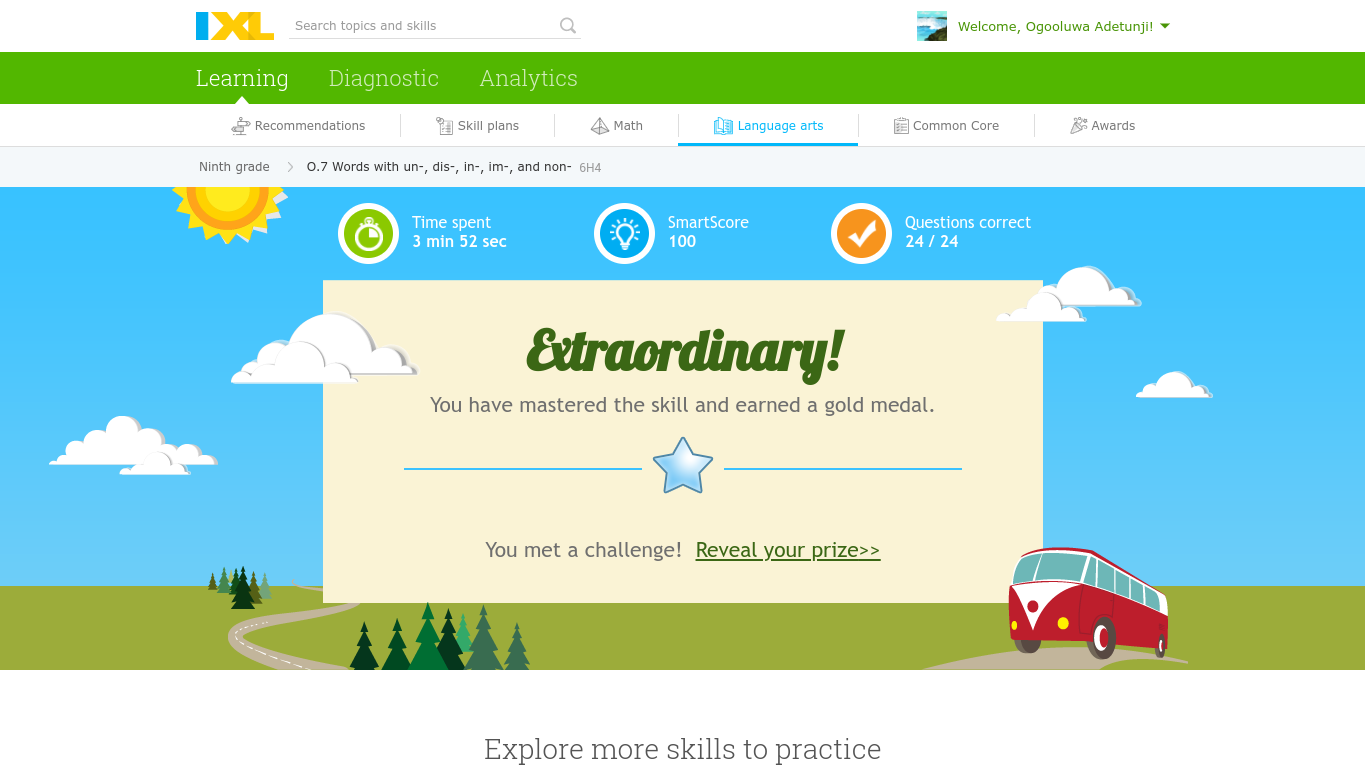 IXL
Search topics and skills
Welcome, Ogooluwa Adetunji!
Learning Diagnostic Analytics
Recommendations Skill plans Math Language arts Common Core Awards
Ninth grade O.7 Words with un-, dis-, in-, im-, and non- 6H4
Time spent
3 min 52 sec
SmartScore
100
Questions correct
24 / 24
Extraordinary!
You have mastered the skill and earned a gold medal.
You met a challenge! Reveal your prize>>
Explore more skills to practice